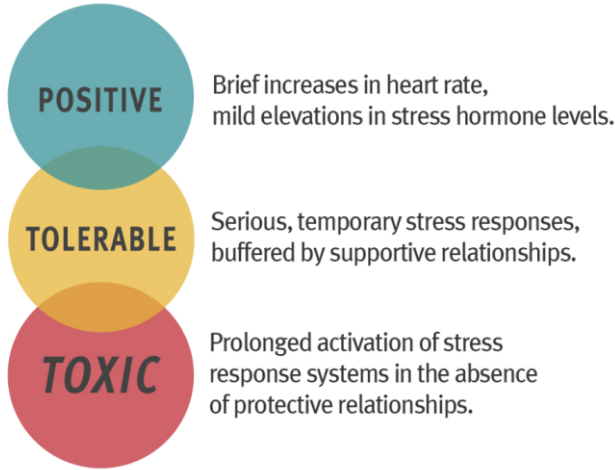 POSITIVE
Brief increases in heart rate,
mild elevations in stress hormone levels.
TOLERABLE
Serious, temporary stress responses,
buffered by supportive relationships.
TOXIC
Prolonged activation of stress
response systems in the absence
of protective relationships.